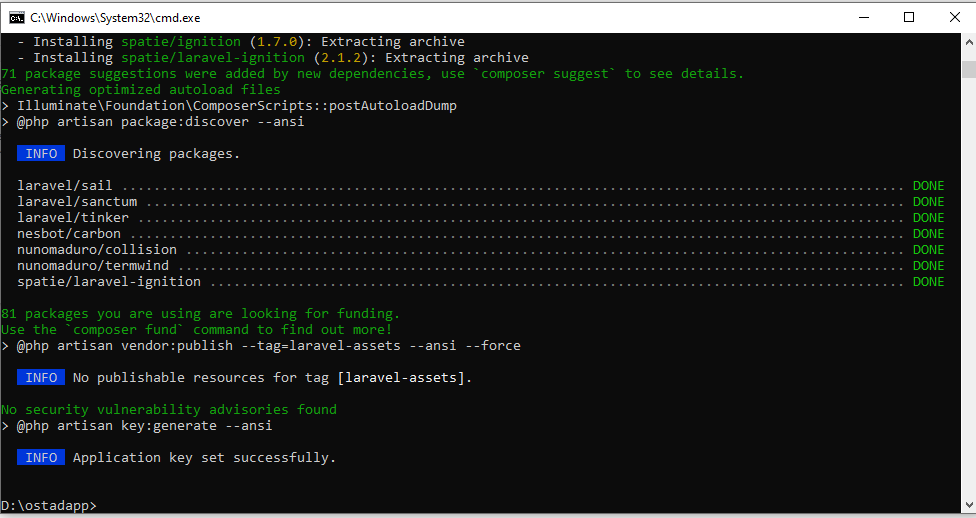 C:\Windows\System32\cmd.exe
- Installing spatie/ignition (1.7.0): Extracting archive
- Installing spatie/laravel-ignition (2.1.2): Extracting archive
71 package suggestions were added by new dependencies, use `composer suggest` to see details.
Generating optimized autoload files
> Illuminate\Foundation\ComposerScripts::postAutoloadDump
> @php artisan package:discover --ansi
INFO Discovering packages.
laravel/sail .................................................................................................. DONE
laravel/sanctum ............................................................................................... DONE
laravel/tinker ................................................................................................ DONE
nesbot/carbon ................................................................................................. DONE
nunomaduro/collision .......................................................................................... DONE
nunomaduro/termwind ........................................................................................... DONE
spatie/laravel-ignition ....................................................................................... DONE
81 packages you are using are looking for funding.
Use the `composer fund` command to find out more!
> @php artisan vendor:publish --tag=laravel-assets --ansi --force
INFO No publishable resources for tag [laravel-assets].
No security vulnerability advisories found
> @php artisan key:generate --ansi
INFO Application key set successfully.
D:\ostadapp>